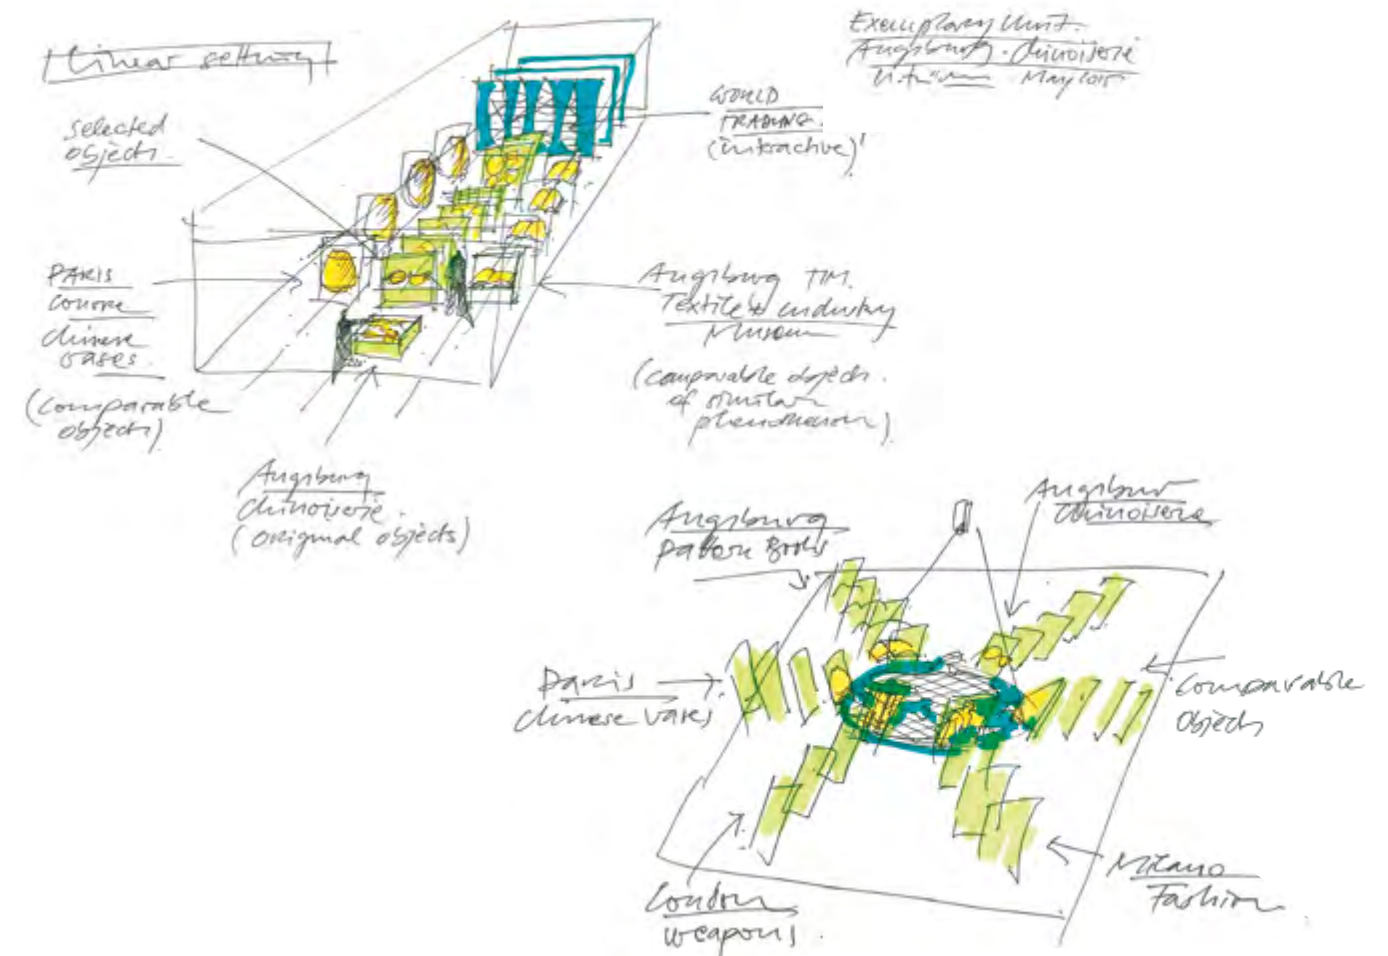 Linear setting
selected
objects.
PARIS
Louvre
Chinese
vases.
(comparable
objects)
Augsburg
Chinoiserie.
(original objects)
WORLD
TRADING.
(interactive)
Augsburg TIM.
Textile + industry
Museum
(comparable objects.
of similar
phenomenon)
Exemplary Unit.
Augsburg. Chinoiserie
May 2015
Augsburg
pattern Books
Augsburg
Chinoiserie
Paris
Chinese vases
Comparable
Objects
London
weapons.
Milano
Fashion.